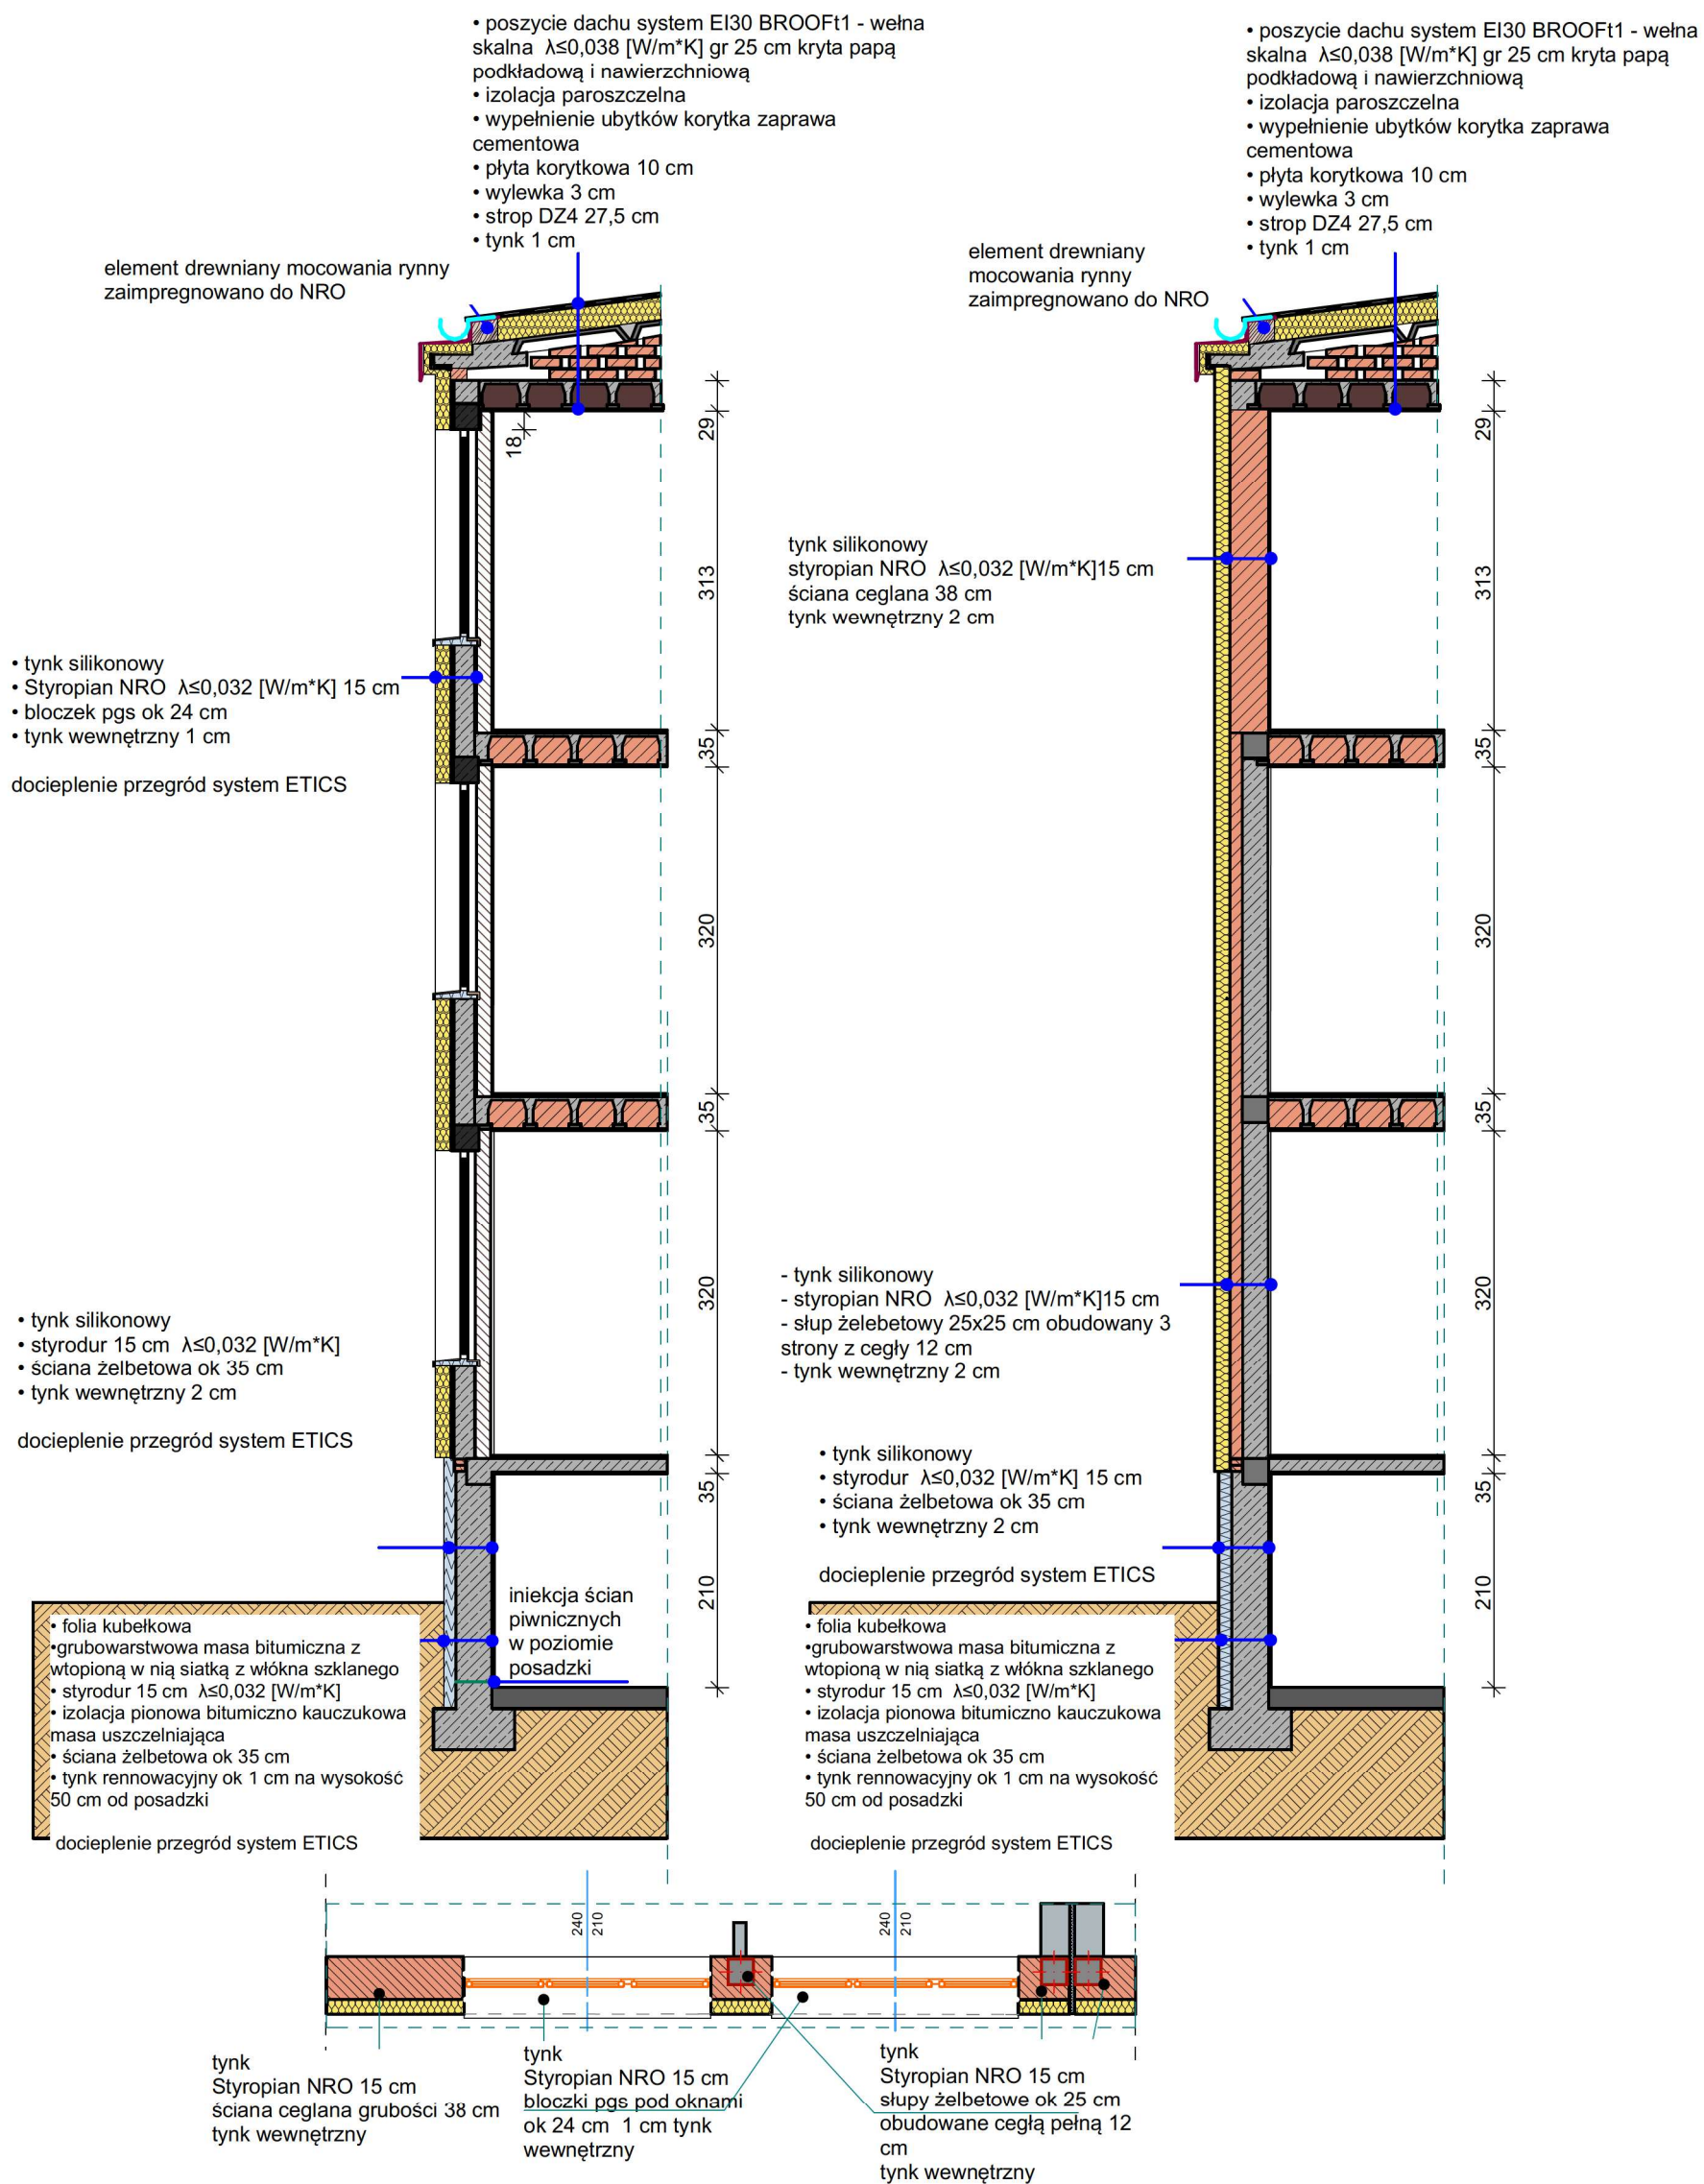 • poszycie dachu system EI30 BROOFt1 - wełna
skalna λ≤0,038 [W/m*K] gr 25 cm kryta papą
podkładową i nawierzchniową
• izolacja paroszczelna
• wypełnienie ubytków korytka zaprawa
cementowa
• płyta korytkowa 10 cm
• wylewka 3 cm
• strop DZ4 27,5 cm
• tynk 1 cm
element drewniany mocowania rynny
zaimpregnowano do NRO
18
29
313
35
320
35
320
35
210
• tynk silikonowy
• Styropian NRO λ≤0,032 [W/m*K] 15 cm
• bloczek pgs ok 24 cm
• tynk wewnętrzny 1 cm
docieplenie przegród system ETICS
• tynk silikonowy
• styrodur 15 cm λ≤0,032 [W/m*K]
• ściana żelbetowa ok 35 cm
• tynk wewnętrzny 2 cm
docieplenie przegród system ETICS
iniekcja ścian
piwnicznych
w poziomie
posadzki
• folia kubełkowa
•grubowarstwowa masa bitumiczna z
wtopioną w nią siatką z włókna szklanego
• styrodur 15 cm λ≤0,032 [W/m*K]
• izolacja pionowa bitumiczno kauczukowa
masa uszczelniająca
• ściana żelbetowa ok 35 cm
• tynk rennowacyjny ok 1 cm na wysokość
50 cm od posadzki
docieplenie przegród system ETICS
• poszycie dachu system EI30 BROOFt1 - wełna
skalna λ≤0,038 [W/m*K] gr 25 cm kryta papą
podkładową i nawierzchniową
• izolacja paroszczelna
• wypełnienie ubytków korytka zaprawa
cementowa
• płyta korytkowa 10 cm
• wylewka 3 cm
• strop DZ4 27,5 cm
• tynk 1 cm
element drewniany
mocowania rynny
zaimpregnowano do NRO
29
313
35
320
35
320
35
210
tynk silikonowy
styropian NRO λ≤0,032 [W/m*K]15 cm
ściana ceglana 38 cm
tynk wewnętrzny 2 cm
- tynk silikonowy
- styropian NRO λ≤0,032 [W/m*K]15 cm
- słup żelebetowy 25x25 cm obudowany 3
strony z cegły 12 cm
- tynk wewnętrzny 2 cm
• tynk silikonowy
• styrodur λ≤0,032 [W/m*K] 15 cm
• ściana żelbetowa ok 35 cm
• tynk wewnętrzny 2 cm
docieplenie przegród system ETICS
• folia kubełkowa
•grubowarstwowa masa bitumiczna z
wtopioną w nią siatką z włókna szklanego
• styrodur 15 cm λ≤0,032 [W/m*K]
• izolacja pionowa bitumiczno kauczukowa
masa uszczelniająca
• ściana żelbetowa ok 35 cm
• tynk rennowacyjny ok 1 cm na wysokość
50 cm od posadzki
docieplenie przegród system ETICS
240
210
240
210
tynk
Styropian NRO 15 cm
ściana ceglana grubości 38 cm
tynk wewnętrzny
tynk
Styropian NRO 15 cm
bloczki pgs pod oknami
ok 24 cm 1 cm tynk
wewnętrzny
tynk
Styropian NRO 15 cm
słupy żelbetowe ok 25 cm
obudowane cegłą pełną 12
cm
tynk wewnętrzny